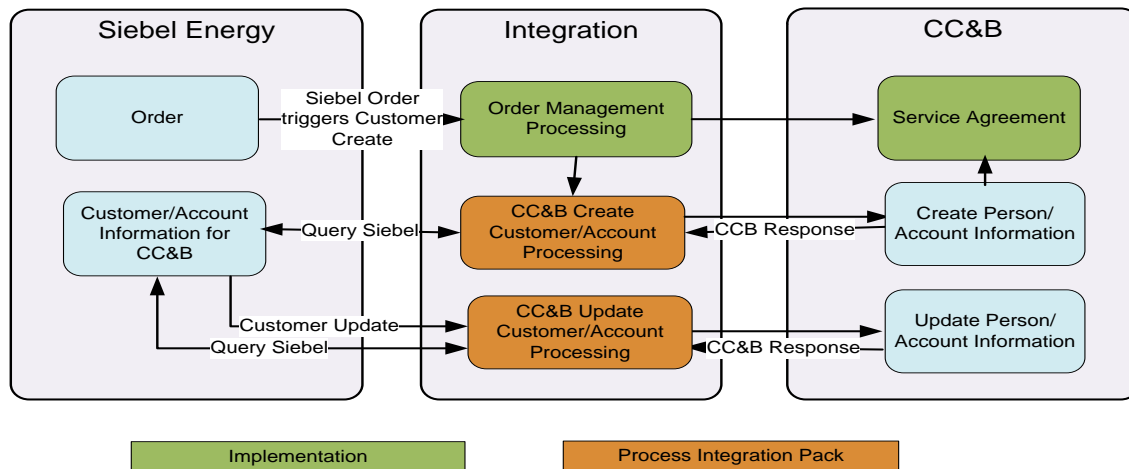 Siebel Energy
Integration
CC&B
Order
Siebel Order
triggers Customer
Create
Order Management
Processing
Service Agreement
Customer/Account
Information for
CC&B
Query Siebel
CC&B Create
Customer/Account
Processing
CCB Response
Create Person/
Account Information
Customer Update
Query Siebel
CC&B Update
Customer/Account
Processing
CC&B Response
Update Person/
Account Information
Implementation
Process Integration Pack